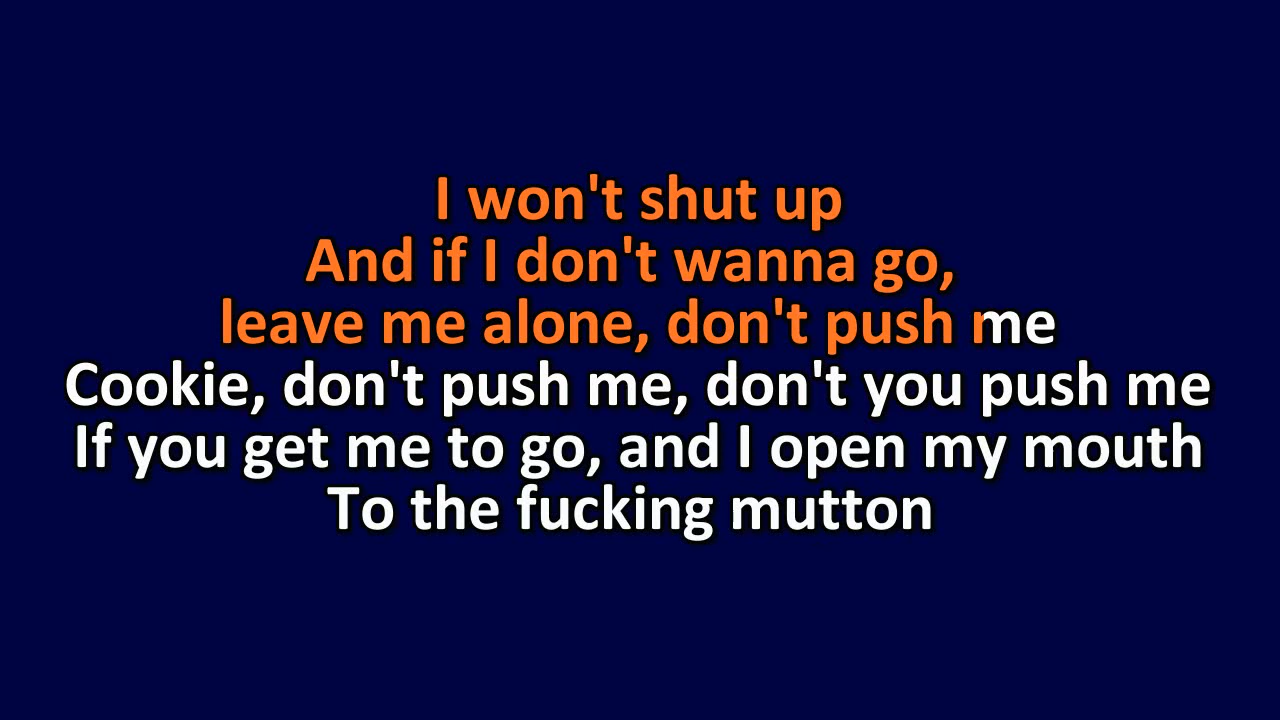 I won't shut up
And if I don't wanna go,
leave me alone, don't push me
Cookie, don't push me, don't you push me
If you get me to go, and I open my mouth
To the fucking mutton